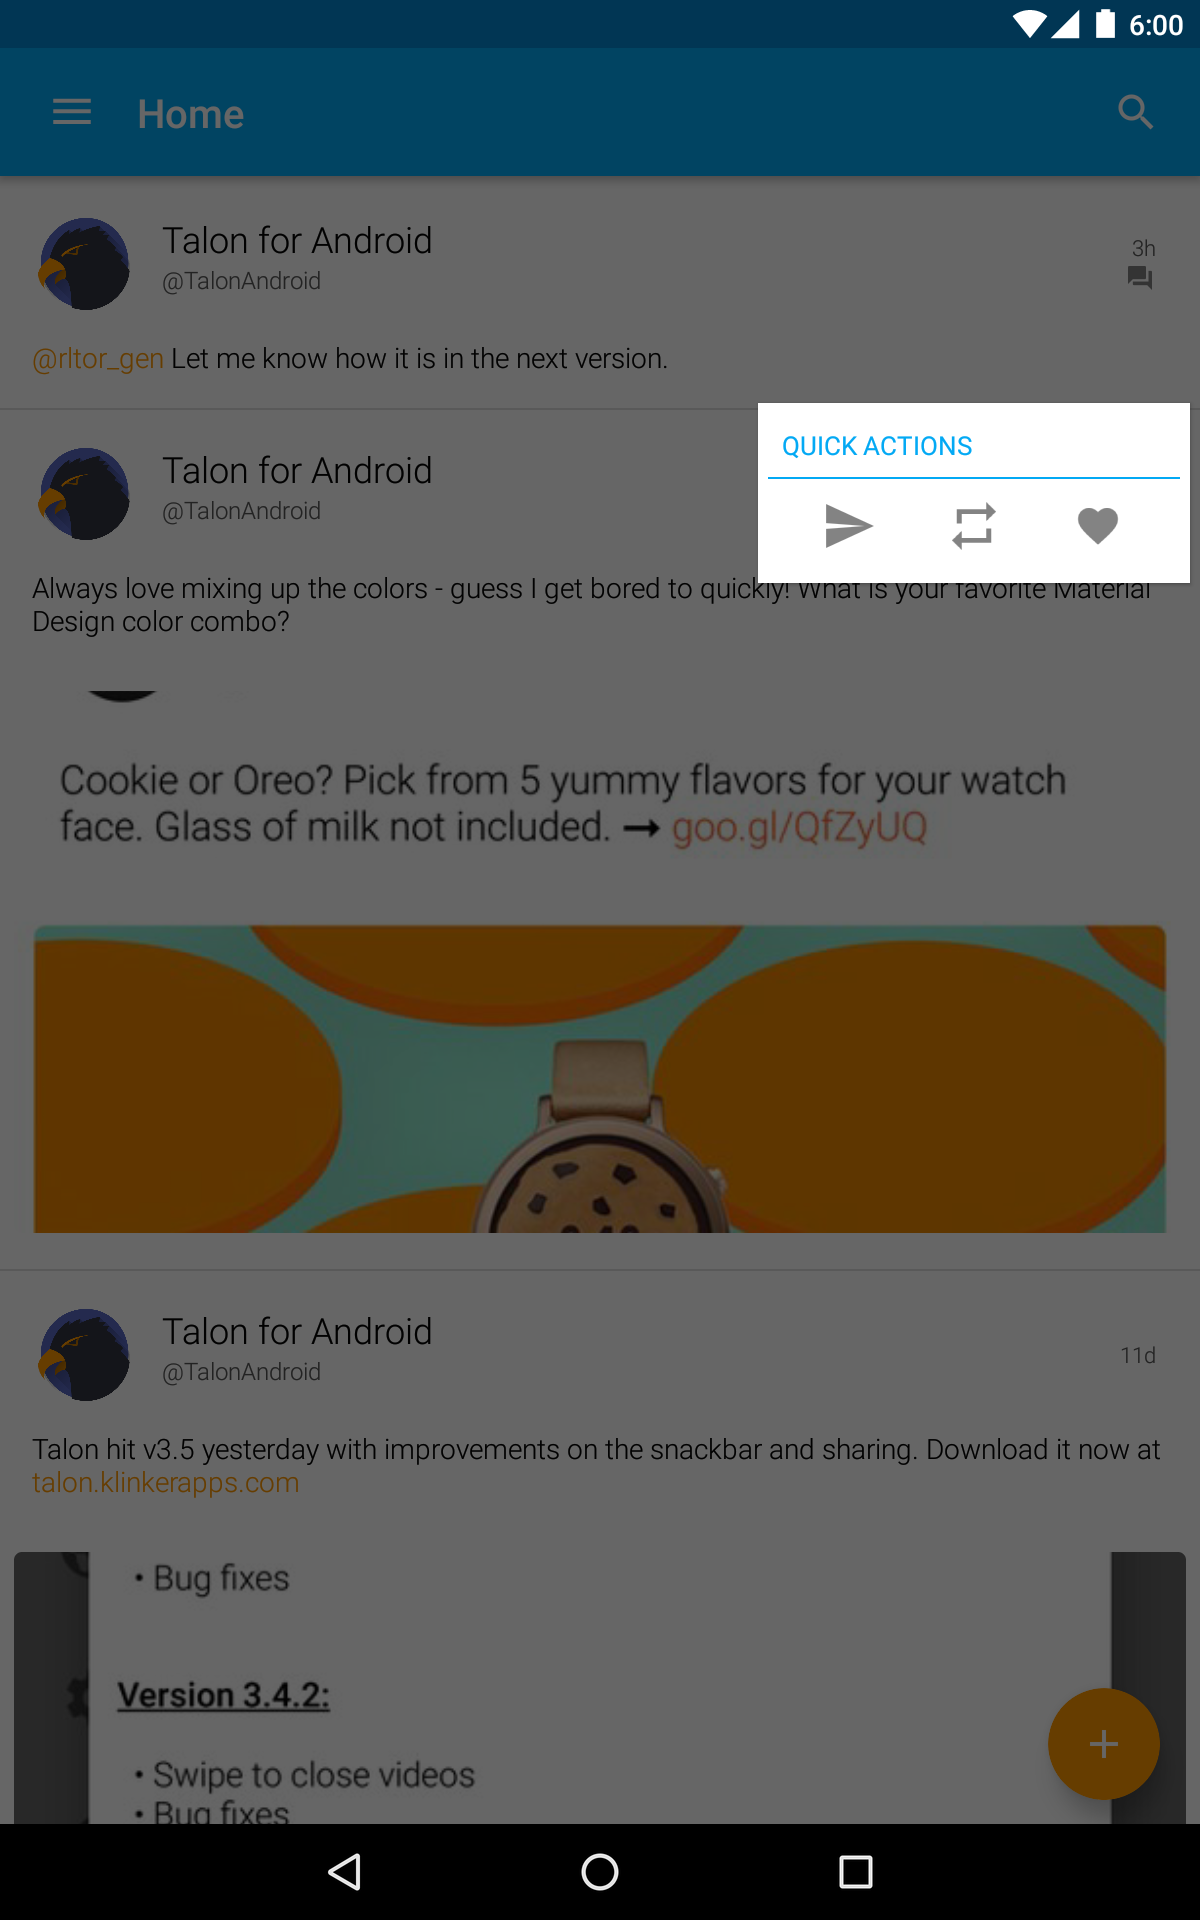 6:00
Home
Talon for Android
@TalonAndroid
3h
@rltor_gen Let me know how it is in the next version.
QUICK ACTIONS
Talon for Android
@TalonAndroid
Always love mixing up the colors - guess I get bored to quickly! What is your favorite Material
Design color combo?
Cookie or Oreo? Pick from 5 yummy flavors for your watch
face. Glass of milk not included. → goo.gl/QfZyUQ
Talon for Android
@TalonAndroid
11d
Talon hit v3.5 yesterday with improvements on the snackbar and sharing. Download it now at
talon.klinkerapps.com
• Bug fixes
Version 3.4.2:
• Swipe to close videos
• Bug fixes